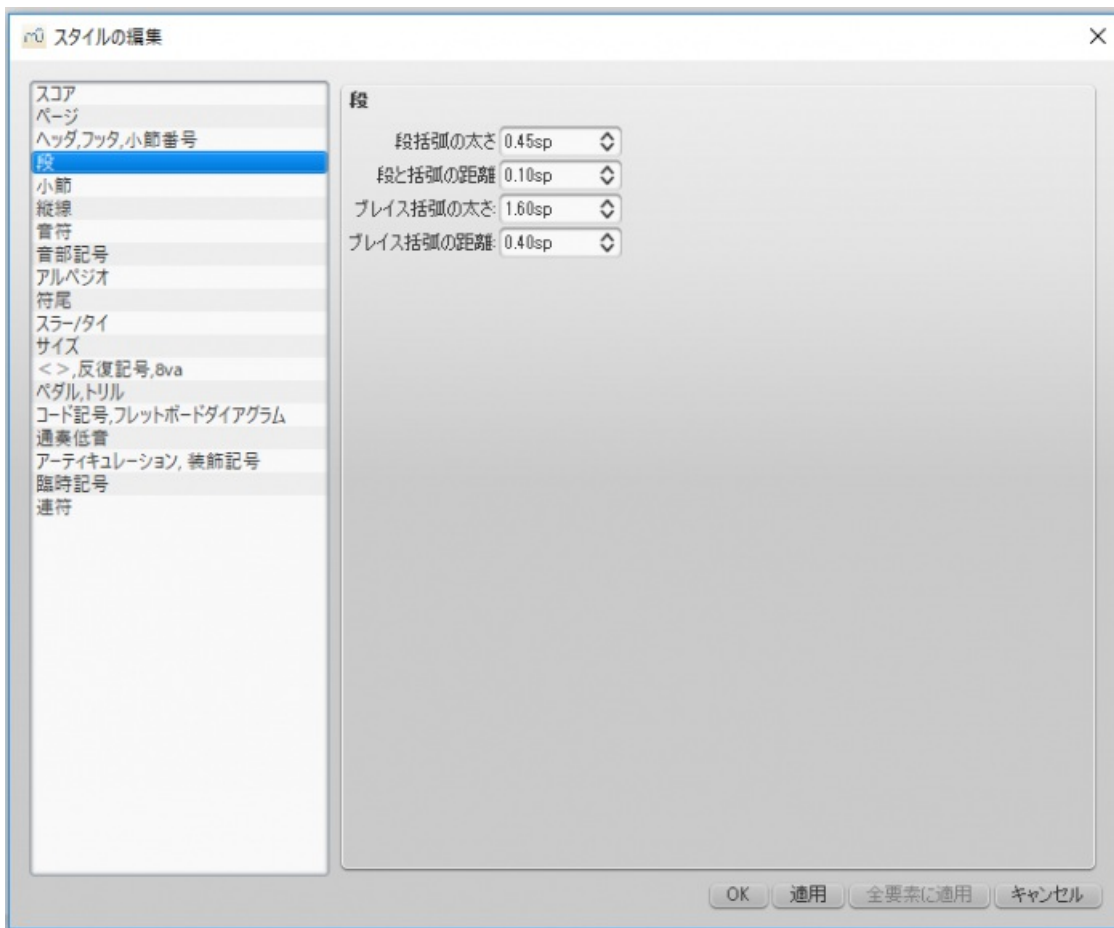 スタイルの編集
スコア
ページ
ヘッダ,フッタ,小節番号
段
小節
縦線
音符
音部記号
アルペジオ
符尾
スラー/タイ
サイズ
< >,反復記号,8va
ペダル,トリル
コード記号,フレットボードダイアグラム
通奏低音
アーティキュレーション, 装飾記号
臨時記号
連符
段
段括弧の太さ 0.45sp
段と括弧の距離 0.10sp
ブレイス括弧の太さ: 1.60sp
ブレイス括弧の距離: 0.40sp
OK 適用 全要素に適用 キャンセル